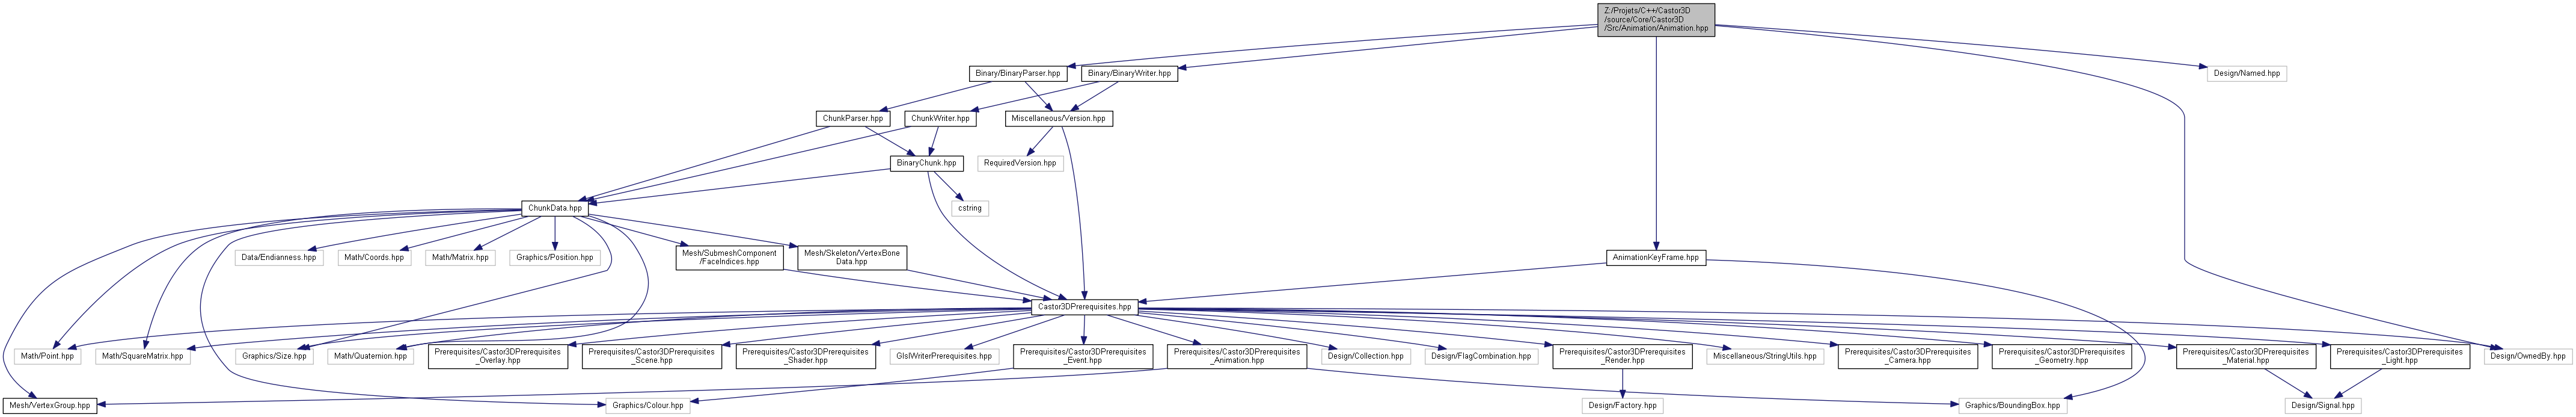 Z:/Projets/C++/Castor3D
/source/Core/Castor3D
/Src/Animation/Animation.hpp
Binary/BinaryParser.hpp
Binary/BinaryWriter.hpp
Design/Named.hpp
ChunkParser.hpp
ChunkWriter.hpp
Miscellaneous/Version.hpp
BinaryChunk.hpp
RequiredVersion.hpp
ChunkData.hpp
cstring
Data/Endianness.hpp
Math/Coords.hpp
Math/Matrix.hpp
Graphics/Position.hpp
Mesh/SubmeshComponent
/FaceIndices.hpp
Mesh/Skeleton/VertexBone
Data.hpp
AnimationKeyFrame.hpp
Castor3DPrerequisites.hpp
Math/Point.hpp
Math/SquareMatrix.hpp
Graphics/Size.hpp
Math/Quaternion.hpp
Prerequisites/Castor3DPrerequisites
_Overlay.hpp
Prerequisites/Castor3DPrerequisites
_Scene.hpp
Prerequisites/Castor3DPrerequisites
_Shader.hpp
GlslWriterPrerequisites.hpp
Prerequisites/Castor3DPrerequisites
_Event.hpp
Prerequisites/Castor3DPrerequisites
_Animation.hpp
Design/Collection.hpp
Design/FlagCombination.hpp
Prerequisites/Castor3DPrerequisites
_Render.hpp
Miscellaneous/StringUtils.hpp
Prerequisites/Castor3DPrerequisites
_Camera.hpp
Prerequisites/Castor3DPrerequisites
_Geometry.hpp
Prerequisites/Castor3DPrerequisites
_Material.hpp
Prerequisites/Castor3DPrerequisites
_Light.hpp
Design/OwnedBy.hpp
Mesh/VertexGroup.hpp
Graphics/Colour.hpp
Design/Factory.hpp
Graphics/BoundingBox.hpp
Design/Signal.hpp